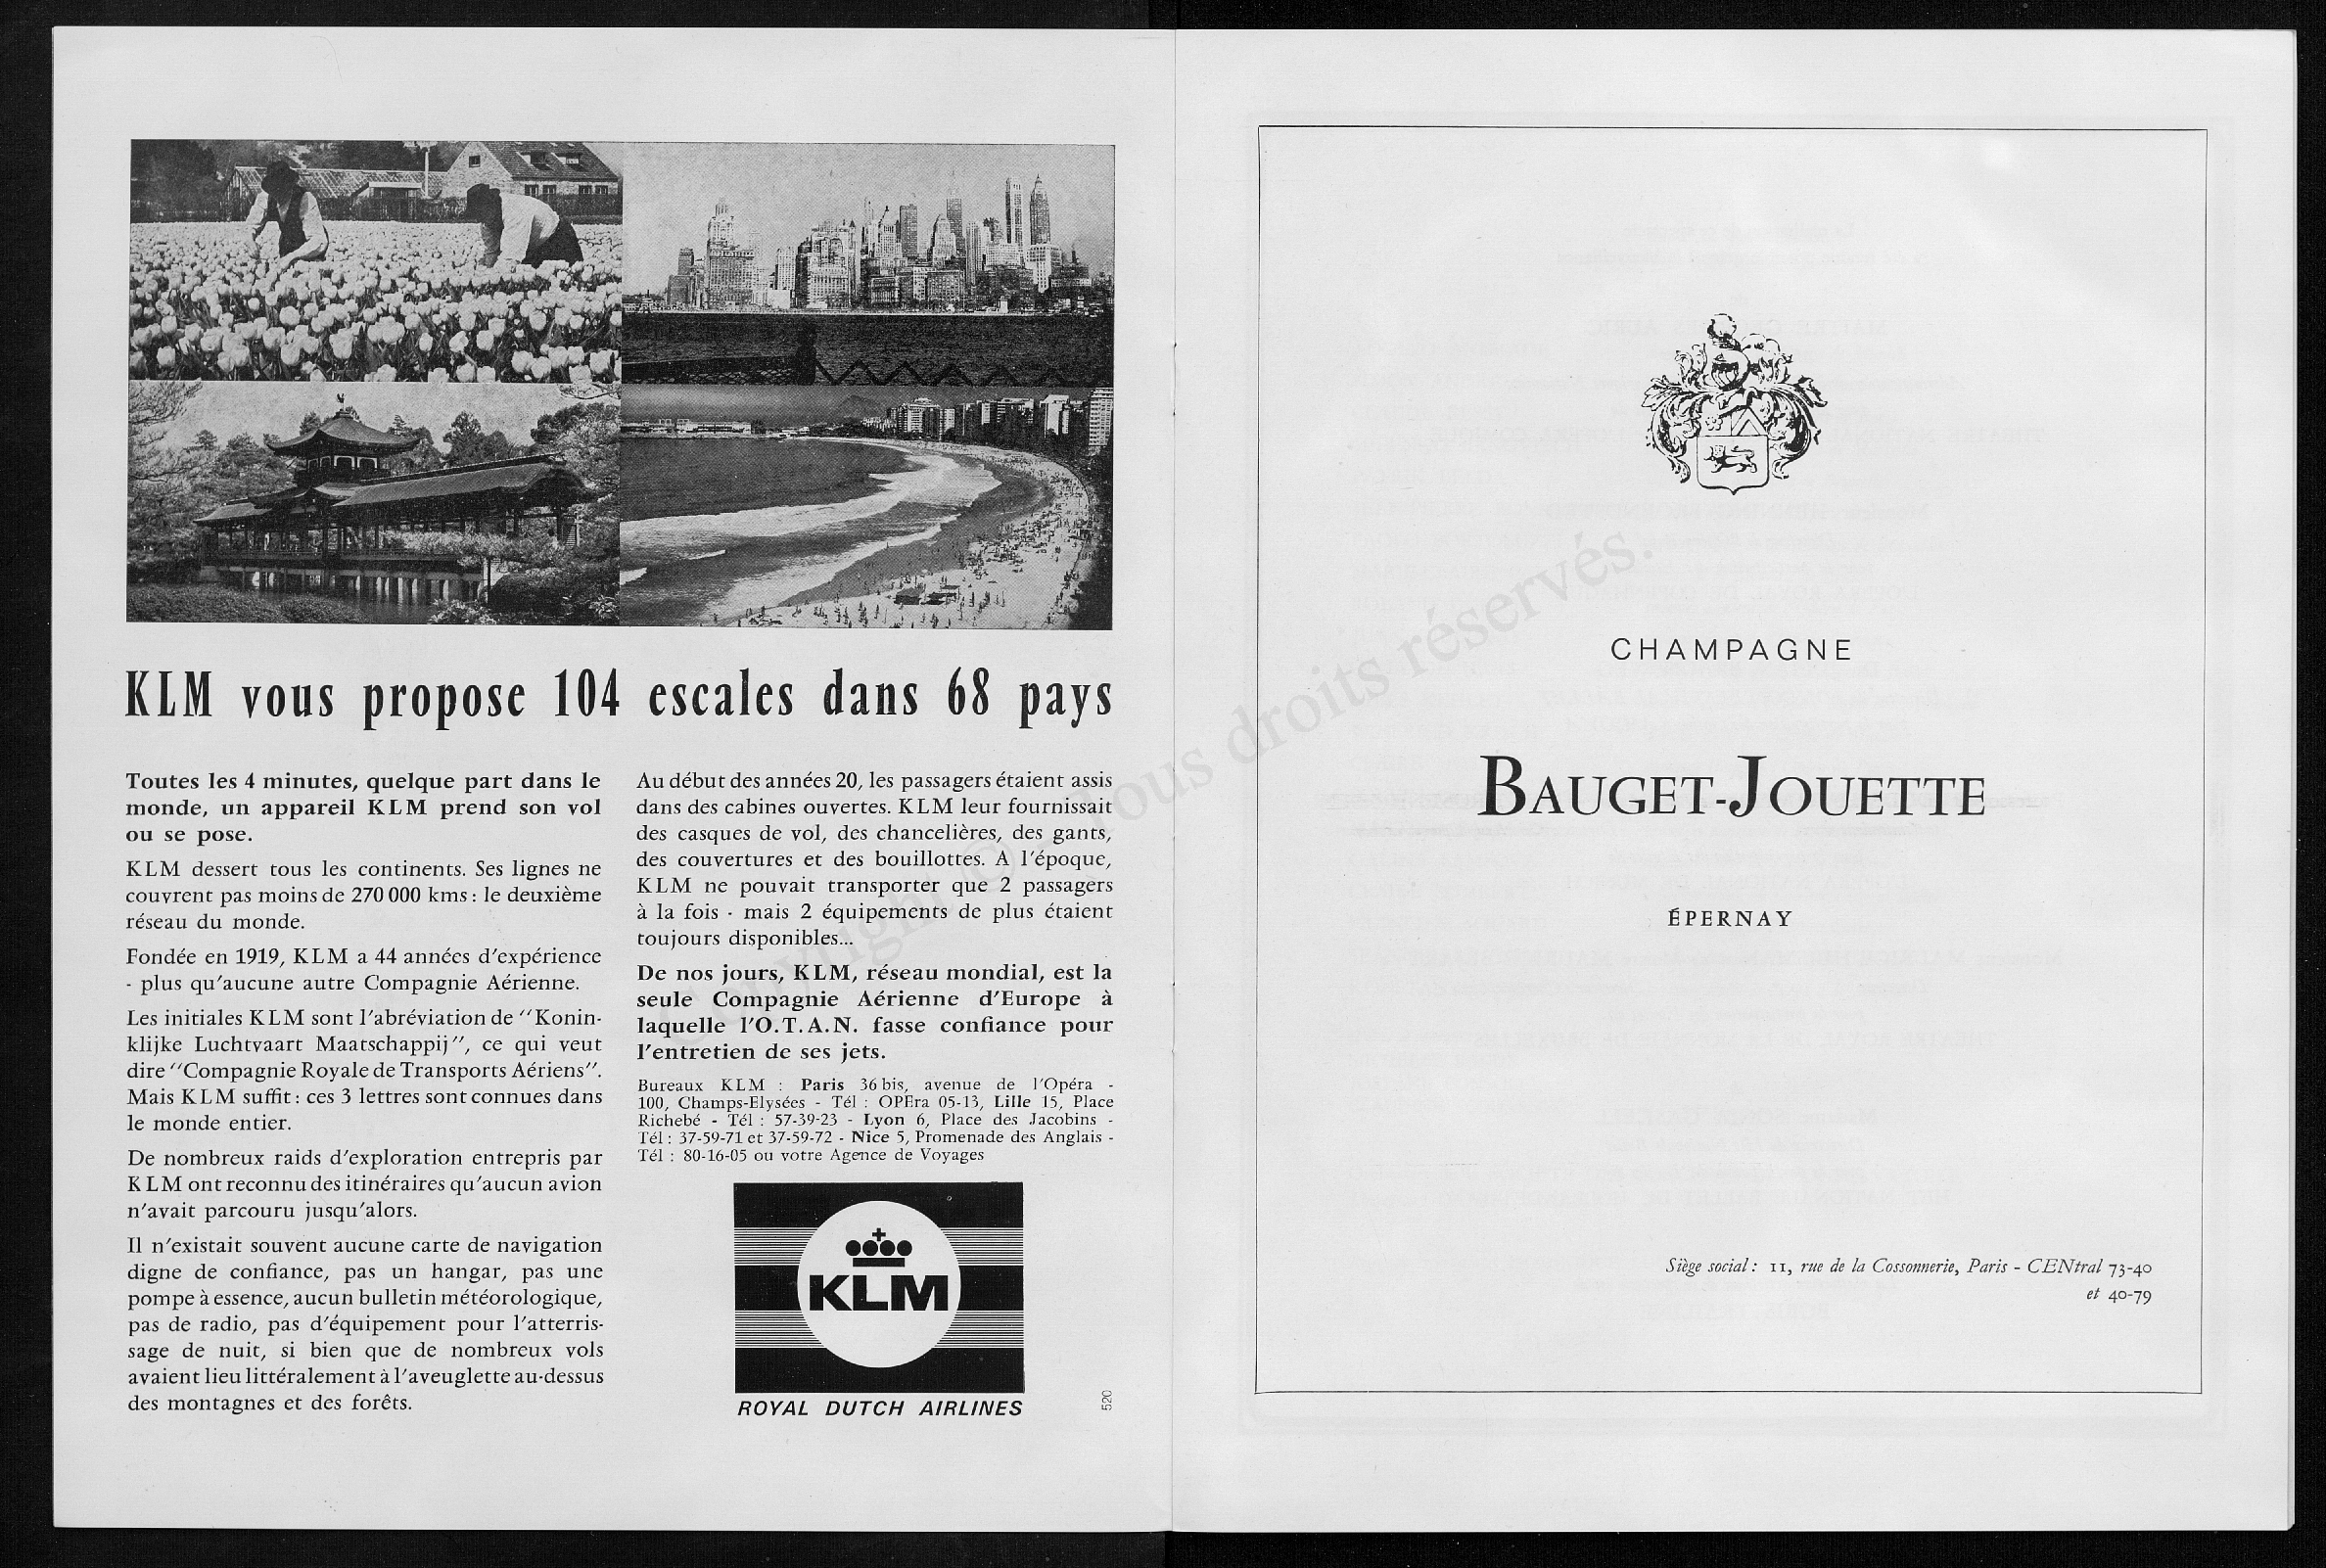 KLM vous propose 104 escales dans 68 pays
Toutes les 4 minutes, quelque part dans le
monde, un appareil KLM prend son vol
ou se pose.
KLM dessert tous les continents. Ses lignes ne
couvrent pas moins de 270 000 kms : le deuxième
réseau du monde.
Fondée en 1919, KLM a 44 années d'expérience
- plus qu'aucune autre Compagnie Aérienne.
Les initiales KLM sont l'abréviation de "Konin-
klijke Luchtvaart Maatschappij", ce qui veut
dire "Compagnie Royale de Transports Aériens".
Mais KLM suffit : ces 3 lettres sont connues dans
le monde entier.
De nombreux raids d'exploration entrepris par
KLM ont reconnu des itinéraires qu'aucun avion
n'avait parcouru jusqu'alors.
Il n'existait souvent aucune carte de navigation
digne de confiance, pas un hangar, pas une
pompe à essence, aucun bulletin météorologique,
pas de radio, pas d'équipement pour l'atterris-
sage de nuit, si bien que de nombreux vols
avaient lieu littéralement à l'aveuglette au-dessus
des montagnes et des forêts.
Au début des années 20, les passagers étaient assis
dans des cabines ouvertes. KLM leur fournissait
des casques de vol, des chancelières, des gants,
des couvertures et des bouillottes. A l'époque,
KLM ne pouvait transporter que 2 passagers
à la fois - mais 2 équipements de plus étaient
toujours disponibles...
De nos jours, KLM, réseau mondial, est la
seule Compagnie Aérienne d'Europe à
laquelle l'O.T.A.N. fasse confiance pour
l'entretien de ses jets.
Bureaux KLM : Paris 36 bis, avenue de l'Opéra -
100, Champs-Elysées - Tél : OPEra 05-13, Lille 15, Place
Richebé - Tél : 57-39-23 - Lyon 6, Place des Jacobins -
Tél : 37-59-71 et 37-59-72 - Nice 5, Promenade des Anglais -
Tél : 80-16-05 ou votre Agence de Voyages
KLM
ROYAL DUTCH AIRLINES
520
CHAMPAGNE
BAUGET-JOUETTE
ÉPERNAY
Siège social : 11, rue de la Cossonnerie, Paris - CENtral 73-40
et 40-79
Copyright © Tous droits réservés.